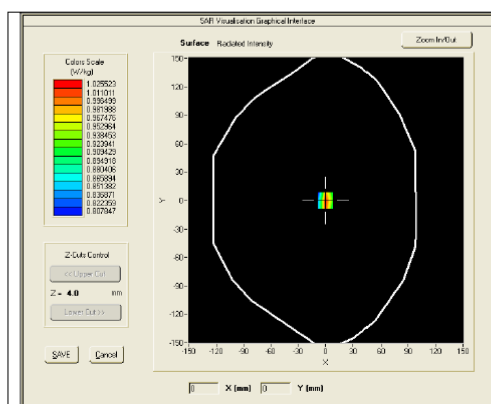 SAR Visualisation Graphical Interface
Surface Radiated Intensity
Zoom In/Out
Colors Scale
(W/kg)
1.025523
1.011011
0.996499
0.981988
0.967476
0.952964
0.938453
0.923941
0.909429
0.894918
0.880406
0.865894
0.851382
0.836871
0.822359
0.807847
150-
120-
90-
60-
30-
0-
-30-
-60-
-90-
-120-
-150-
Y
-150 -120 -90 -60 -30 0 30 60 90 120 150
X
Z-Cuts Control
<< Upper Cut
Z = 4.0 mm
Lower Cut >>
SAVE Cancel
0 X (mm) 0 Y (mm)